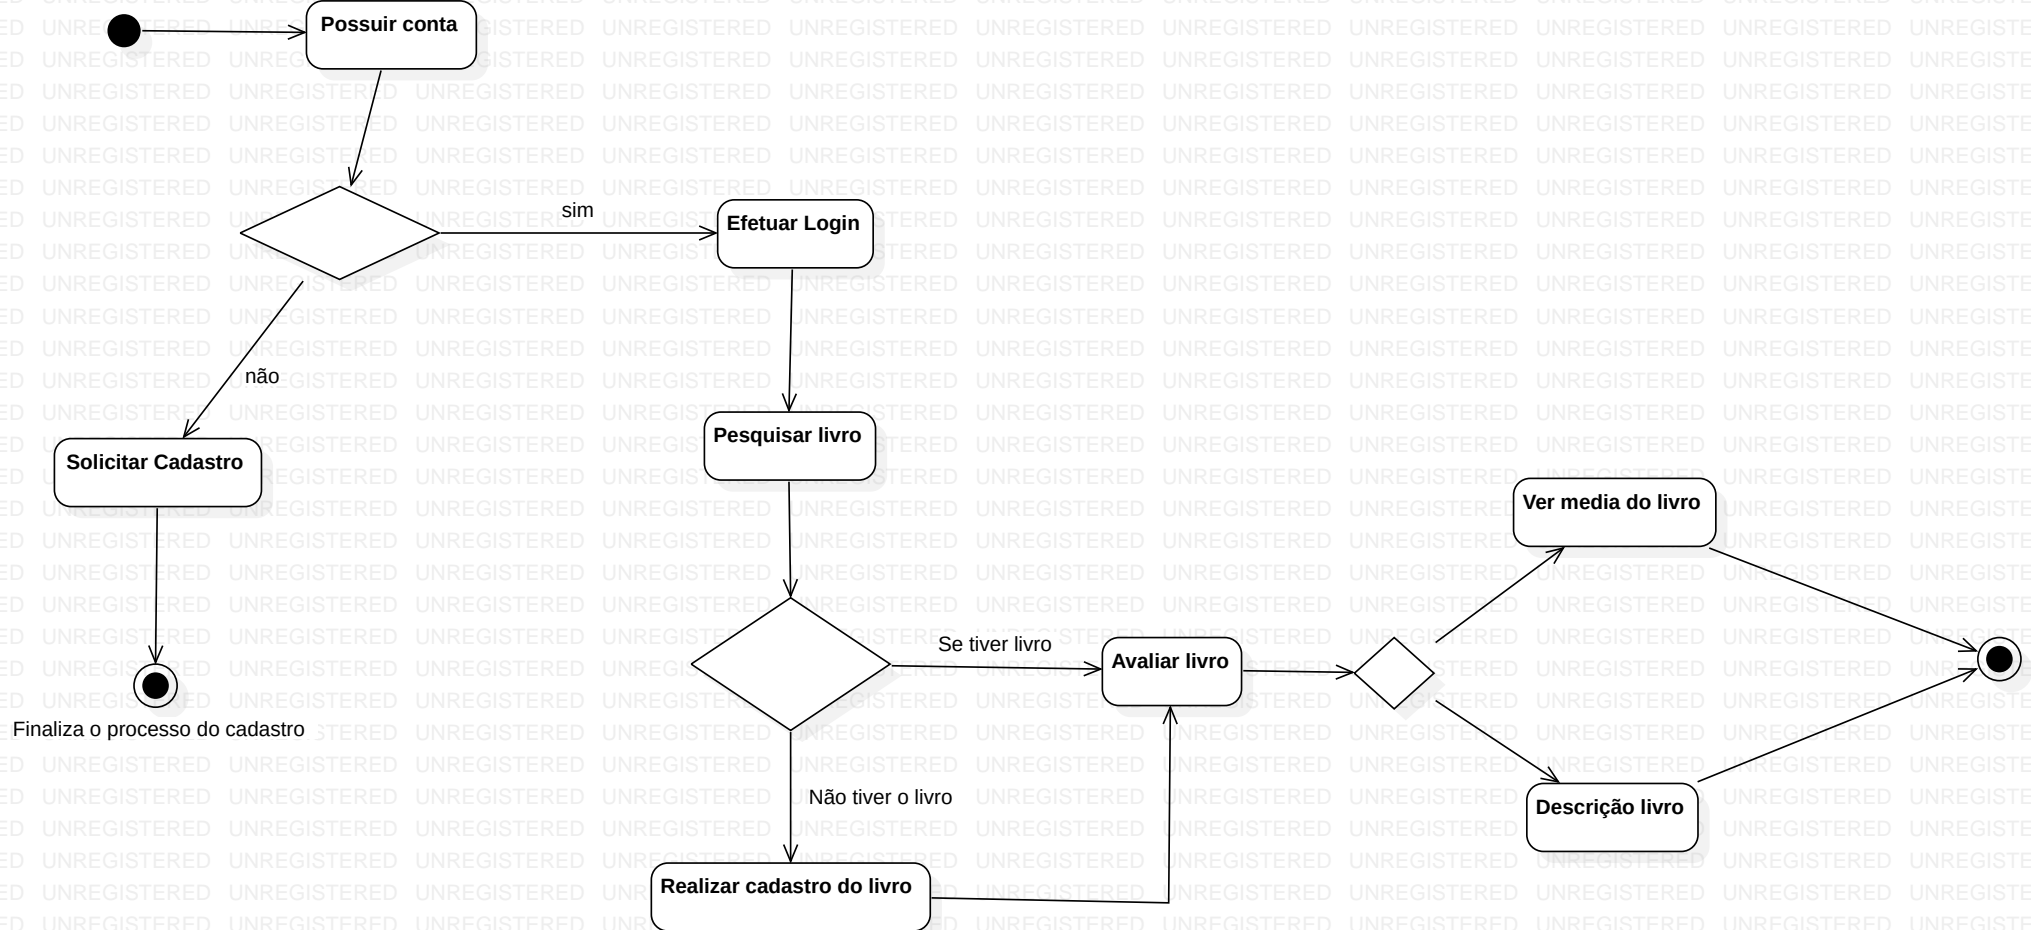 Possuir conta
sim
Efetuar Login
não
Solicitar Cadastro
Pesquisar livro
Ver media do livro
Se tiver livro
Avaliar livro
Finaliza o processo do cadastro
Não tiver o livro
Descrição livro
Realizar cadastro do livro
UNREGISTERED